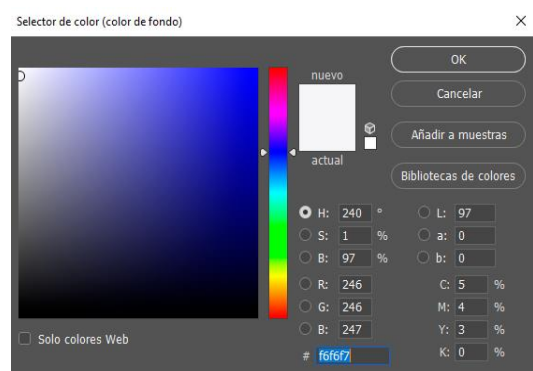 Selector de color (color de fondo)
nuevo
actual
OK
Cancelar
Añadir a muestras
Bibliotecas de colores
H: 240 °
S: 1 %
B: 97 %
R: 246
G: 246
B: 247
# f6f6f7
L: 97
a: 0
b: 0
C: 5 %
M: 4 %
Y: 3 %
K: 0 %
Solo colores Web